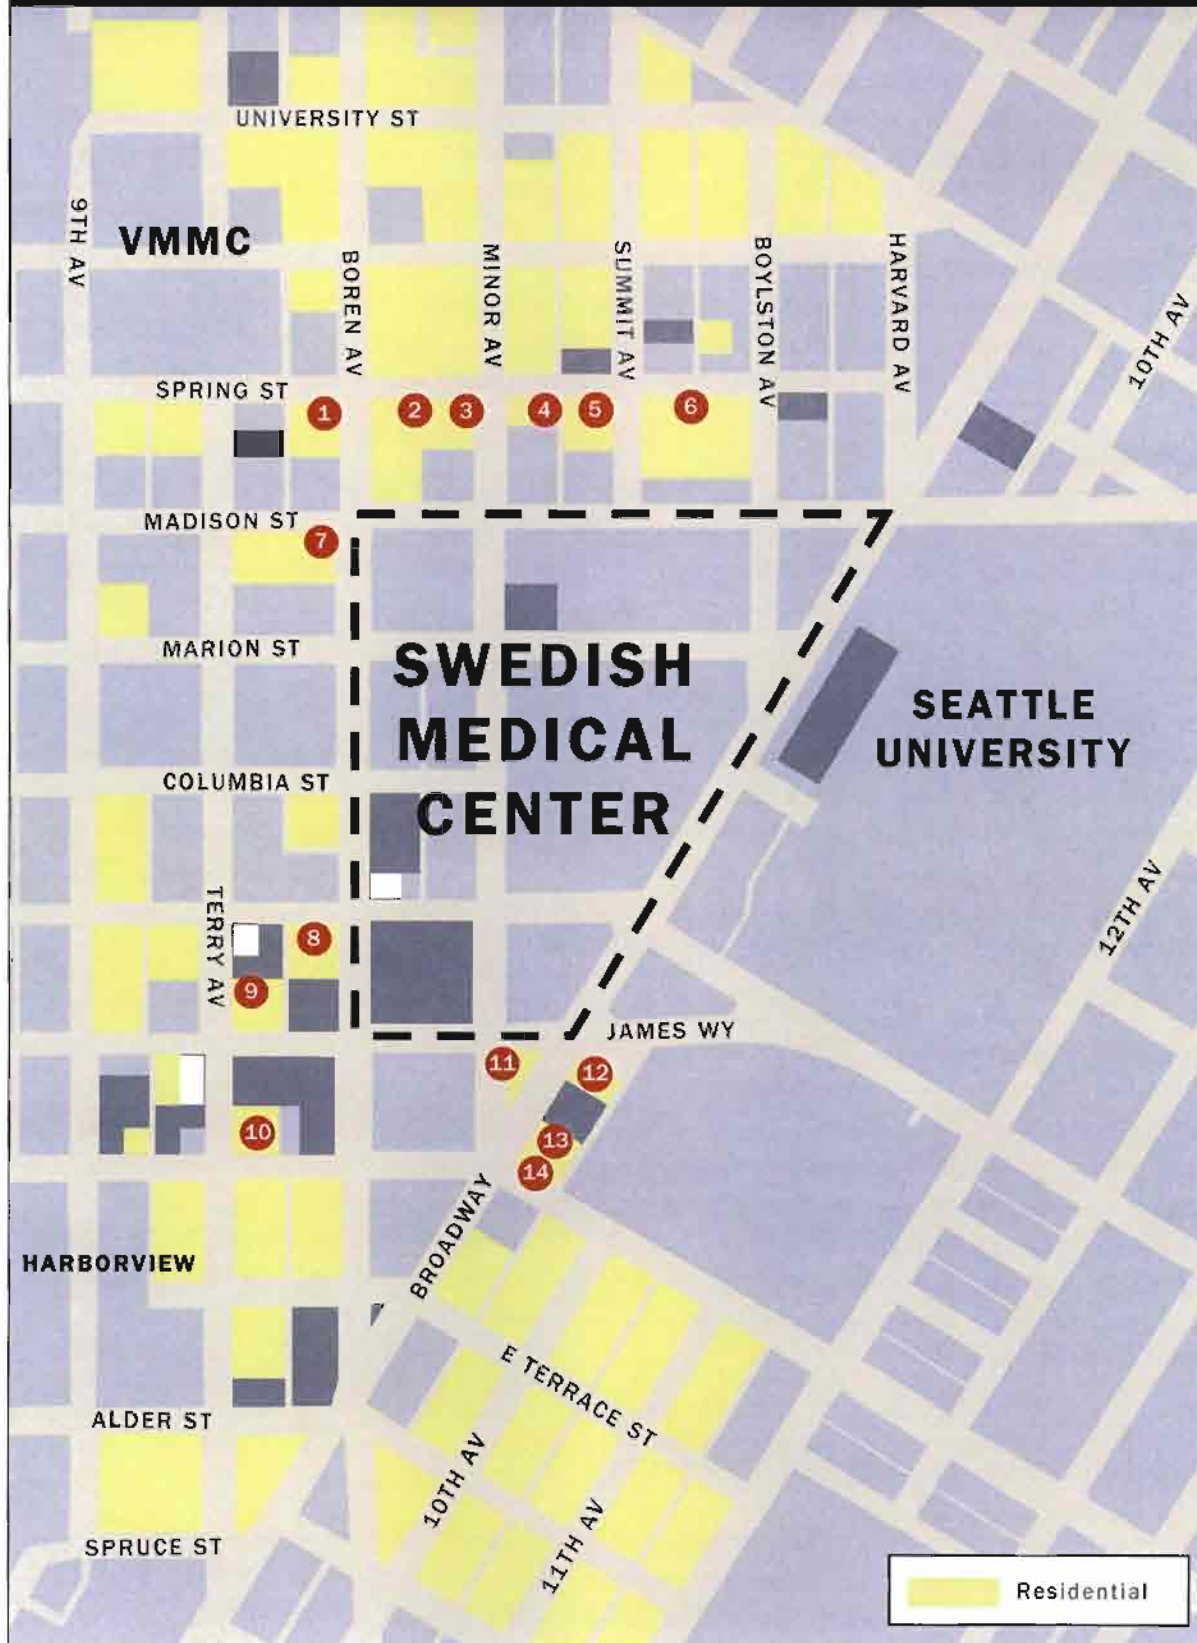 UNIVERSITY ST
9TH AV
VMMC
BOREN AV
MINOR AV
SUMMIT AV
BOYLSTON AV
HARVARD AV
10TH AV
SPRING ST
1
2
3
4
5
6
MADISON ST
7
MARION ST
SWEDISH
MEDICAL
CENTER
SEATTLE
UNIVERSITY
COLUMBIA ST
TERRY AV
12TH AV
8
9
JAMES WY
11
12
10
13
14
BROADWAY
HARBORVIEW
E TERRACE ST
ALDER ST
10TH AV
11TH AV
SPRUCE ST
Residential